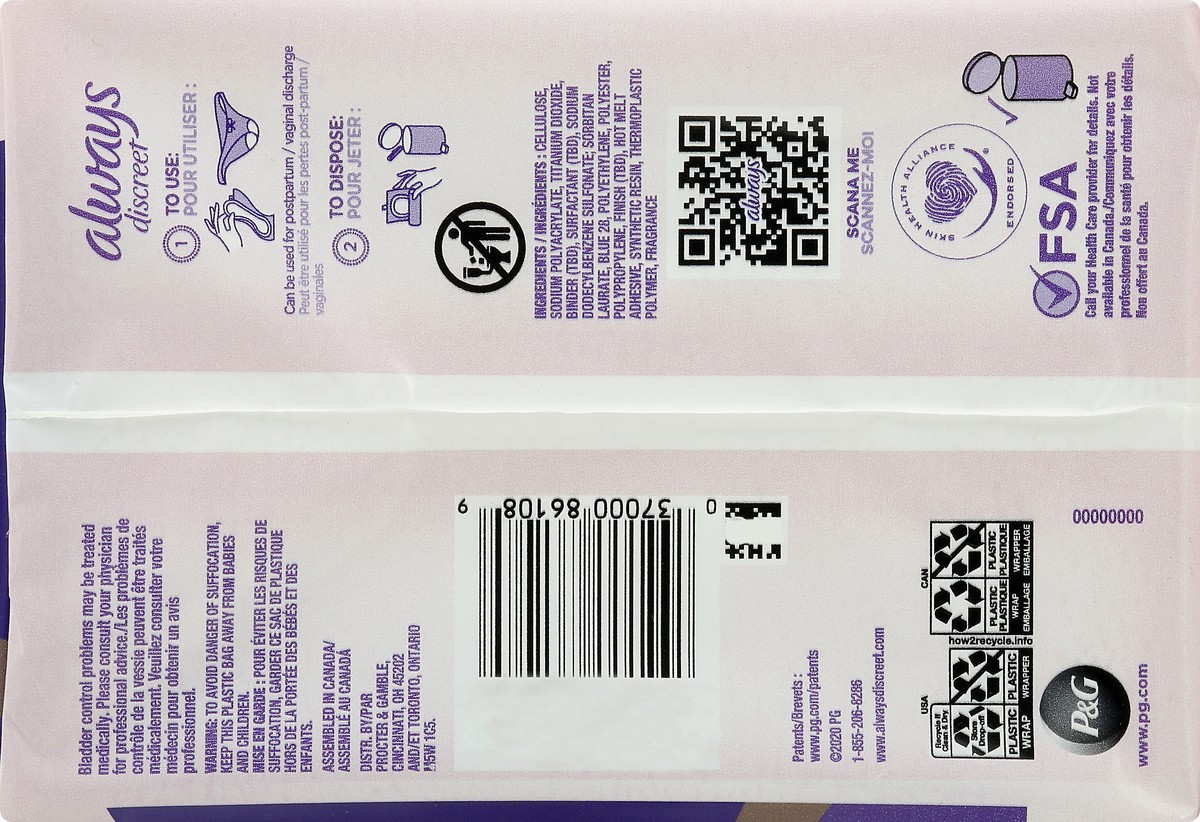 always
discreet
1
TO USE:
POUR UTILISER :
Can be used for postpartum / vaginal discharge
Peut être utilisé pour les pertes post-partum /
vaginales
2
TO DISPOSE:
POUR JETER :
INGREDIENTS / INGRÉDIENTS : CELLULOSE,
SODIUM POLYACRYLATE, TITANIUM DIOXIDE,
BINDER (TBD), SURFACTANT (TBD), SODIUM
DODECYLBENZENE SULFONATE; SORBITAN
LAURATE, BLUE 28, POLYETHYLENE, POLYESTER,
POLYPROPYLENE, FINISH (TBD), HOT MELT
ADHESIVE, SYNTHETIC RESIN, THERMOPLASTIC
POLYMER, FRAGRANCE
always
SCAN ME
SCANNEZ-MOI
SKIN HEALTH ALLIANCE
®
ENDORSED
FSA
Call your Health Care provider for details. Not
available in Canada./Communiquez avec votre
professionnel de la santé pour obtenir les détails.
Non offert au Canada.
Bladder control problems may be treated
medically. Please consult your physician
for professional advice./Les problèmes de
contrôle de la vessie peuvent être traités
médicalement. Veuillez consulter votre
médecin pour obtenir un avis
professionnel.
WARNING: TO AVOID DANGER OF SUFFOCATION,
KEEP THIS PLASTIC BAG AWAY FROM BABIES
AND CHILDREN.
MISE EN GARDE : POUR ÉVITER LES RISQUES DE
SUFFOCATION, GARDER CE SAC DE PLASTIQUE
HORS DE LA PORTÉE DES BÉBÉS ET DES
ENFANTS.
ASSEMBLED IN CANADA/
ASSEMBLÉ AU CANADA
DISTR. BY/PAR
PROCTER & GAMBLE,
CINCINNATI, OH 45202
AND/ET TORONTO, ONTARIO
M5W 1C5.
0 37000 86108 9
Patents/Brevets :
www.pg.com/patents
©2020 PG
1-855-206-8286
www.alwaysdiscreet.com
USA
Recycle if
Clean & Dry
Store
Drop-off
PLASTIC
WRAP
PLASTIC
WRAPPER
how2recycle.info
CAN
PLASTIC
PLASTIQUE
WRAP
EMBALLAGE
PLASTIC
PLASTIQUE
WRAPPER
EMBALLAGE
P&G
www.pg.com
00000000